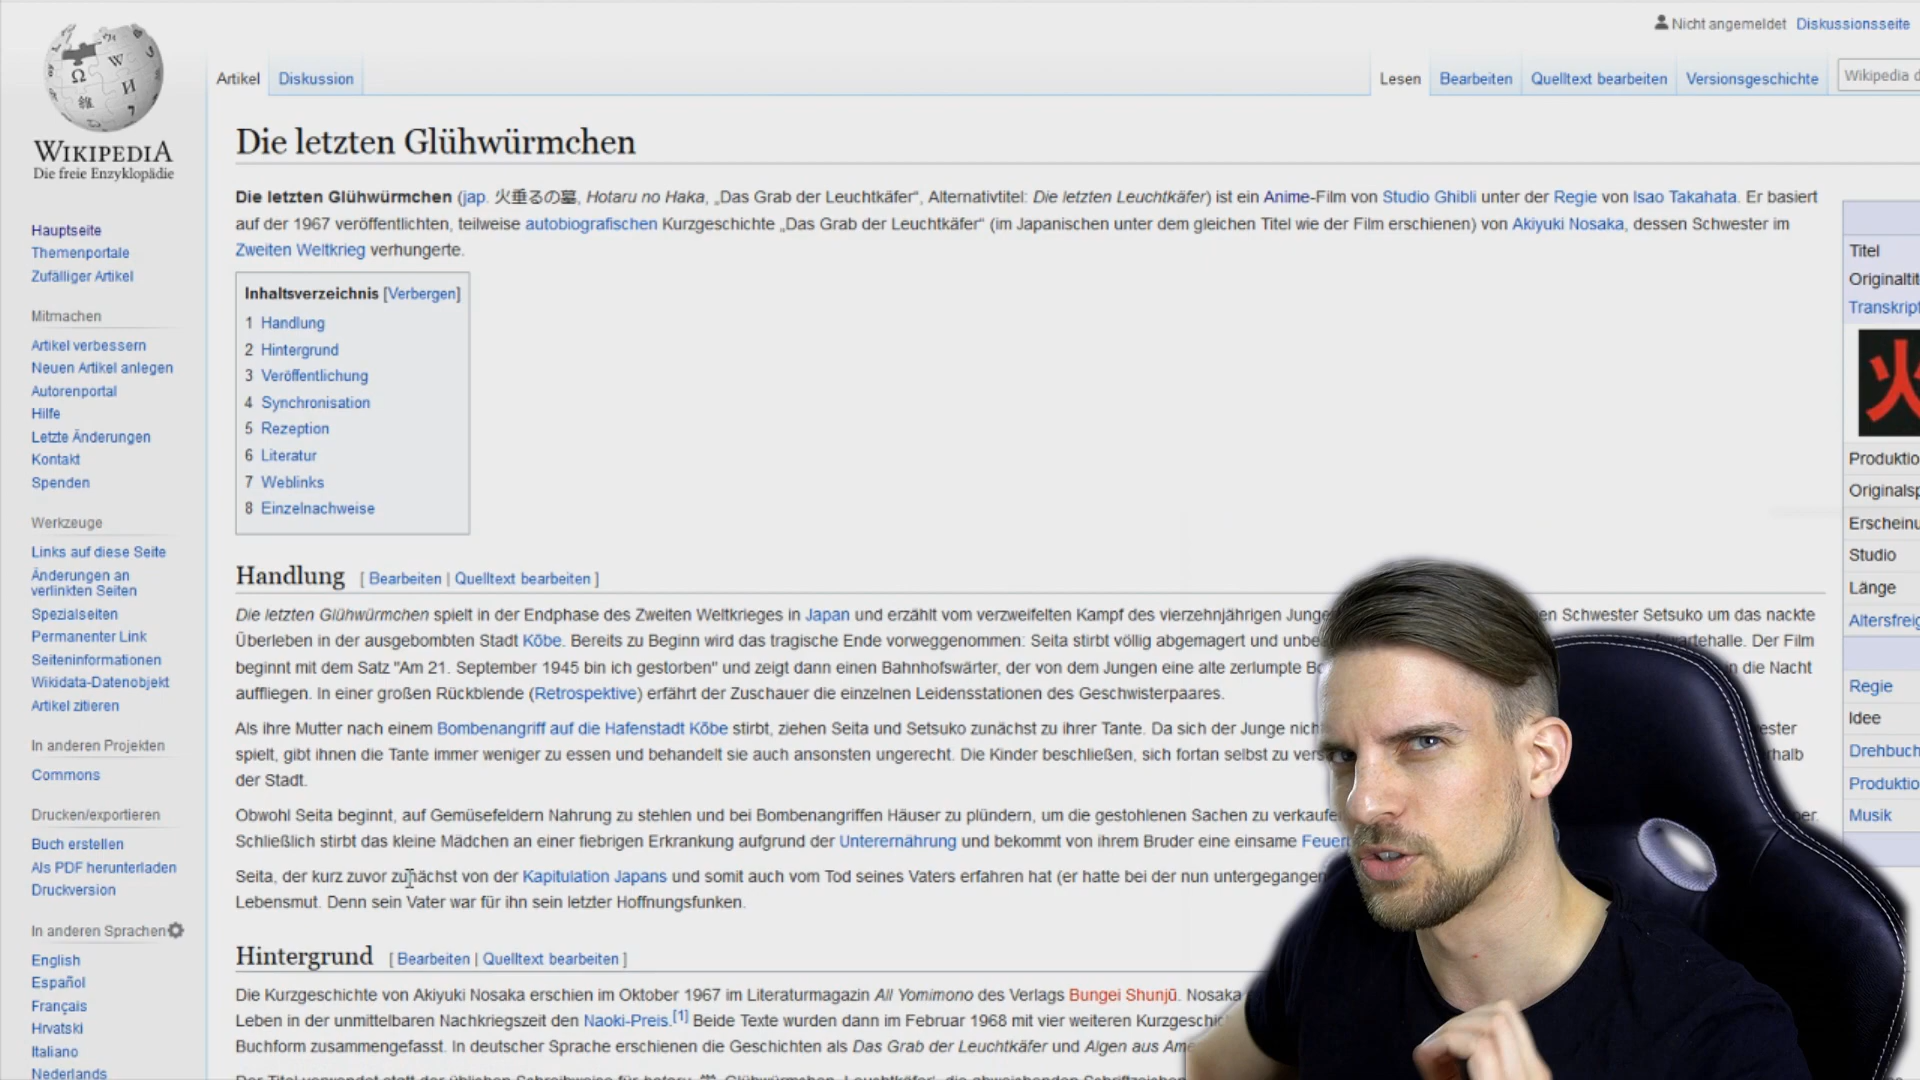 Nicht angemeldet Diskussionsseite
Artikel Diskussion Lesen Bearbeiten Quelltext bearbeiten Versionsgeschichte Wikipedia
WIKIPEDIA
Die freie Enzyklopädie
Hauptseite
Themenportale
Zufälliger Artikel
Mitmachen
Artikel verbessern
Neuen Artikel anlegen
Autorenportal
Hilfe
Letzte Änderungen
Kontakt
Spenden
Werkzeuge
Links auf diese Seite
Änderungen an
verlinkten Seiten
Spezialseiten
Permanenter Link
Seiteninformationen
Wikidata-Datenobjekt
Artikel zitieren
In anderen Projekten
Commons
Drucken/exportieren
Buch erstellen
Als PDF herunterladen
Druckversion
In anderen Sprachen
English
Español
Français
Hrvatski
Italiano
Nederlands
Die letzten Glühwürmchen
Die letzten Glühwürmchen (jap. 火垂るの墓, Hotaru no Haka, „Das Grab der Leuchtkäfer“, Alternativtitel: Die letzten Leuchtkäfer) ist ein Anime-Film von Studio Ghibli unter der Regie von Isao Takahata. Er basiert
auf der 1967 veröffentlichten, teilweise autobiografischen Kurzgeschichte „Das Grab der Leuchtkäfer“ (im Japanischen unter dem gleichen Titel wie der Film erschienen) von Akiyuki Nosaka, dessen Schwester im
Zweiten Weltkrieg verhungerte.
Inhaltsverzeichnis [Verbergen]
1 Handlung
2 Hintergrund
3 Veröffentlichung
4 Synchronisation
5 Rezeption
6 Literatur
7 Weblinks
8 Einzelnachweise
Handlung [ Bearbeiten | Quelltext bearbeiten ]
Die letzten Glühwürmchen spielt in der Endphase des Zweiten Weltkrieges in Japan und erzählt vom verzweifelten Kampf des vierzehnjährigen Junge en Schwester Setsuko um das nackte
Überleben in der ausgebombten Stadt Kōbe. Bereits zu Beginn wird das tragische Ende vorweggenommen: Seita stirbt völlig abgemagert und unbe artehalle. Der Film
beginnt mit dem Satz "Am 21. September 1945 bin ich gestorben" und zeigt dann einen Bahnhofswärter, der von dem Jungen eine alte zerlumpte Bo n die Nacht
auffliegen. In einer großen Rückblende (Retrospektive) erfährt der Zuschauer die einzelnen Leidensstationen des Geschwisterpaares.
Als ihre Mutter nach einem Bombenangriff auf die Hafenstadt Kōbe stirbt, ziehen Seita und Setsuko zunächst zu ihrer Tante. Da sich der Junge nich ester
spielt, gibt ihnen die Tante immer weniger zu essen und behandelt sie auch ansonsten ungerecht. Die Kinder beschließen, sich fortan selbst zu vers rhalb
der Stadt.
Obwohl Seita beginnt, auf Gemüsefeldern Nahrung zu stehlen und bei Bombenangriffen Häuser zu plündern, um die gestohlenen Sachen zu verkaufe er.
Schließlich stirbt das kleine Mädchen an einer fiebrigen Erkrankung aufgrund der Unterernährung und bekommt von ihrem Bruder eine einsame Feuer
Seita, der kurz zuvor zunächst von der Kapitulation Japans und somit auch vom Tod seines Vaters erfahren hat (er hatte bei der nun untergegangen
Lebensmut. Denn sein Vater war für ihn sein letzter Hoffnungsfunken.
Hintergrund [ Bearbeiten | Quelltext bearbeiten ]
Die Kurzgeschichte von Akiyuki Nosaka erschien im Oktober 1967 im Literaturmagazin All Yomimono des Verlags Bungei Shunjū. Nosaka
Leben in der unmittelbaren Nachkriegszeit den Naoki-Preis.[1] Beide Texte wurden dann im Februar 1968 mit vier weiteren Kurzgeschic
Buchform zusammengefasst. In deutscher Sprache erschienen die Geschichten als Das Grab der Leuchtkäfer und Algen aus Ame
Titel
Originaltit
Transkript
火
Produktio
Originalsp
Erscheinu
Studio
Länge
Altersfreig
Regie
Idee
Drehbuch
Produktio
Musik